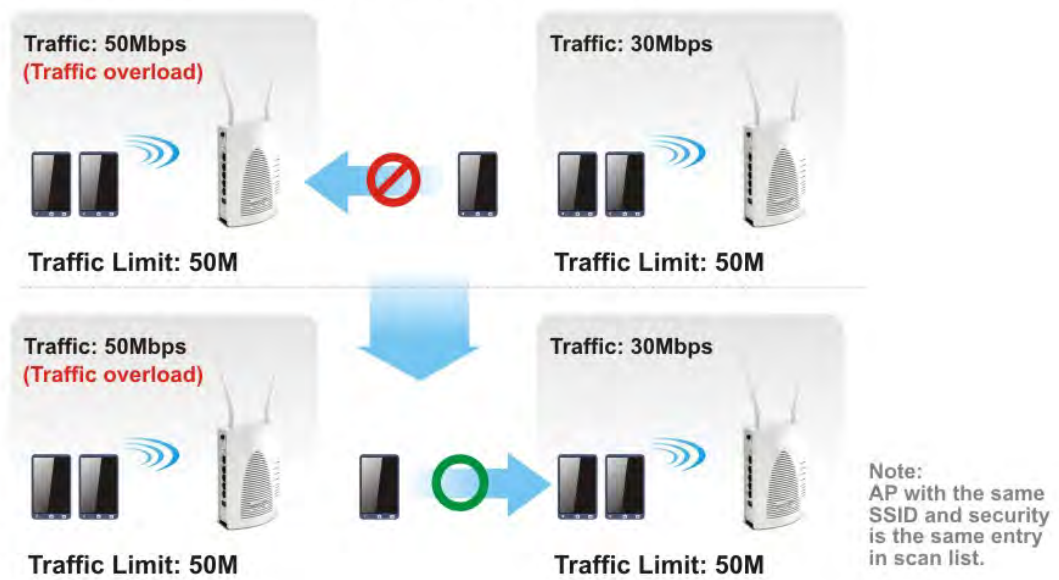 Traffic: 50Mbps
(Traffic overload)
Traffic: 30Mbps
Traffic Limit: 50M
Traffic Limit: 50M
Traffic: 50Mbps
(Traffic overload)
Traffic: 30Mbps
Traffic Limit: 50M
Traffic Limit: 50M
Note:
AP with the same
SSID and security
is the same entry
in scan list.